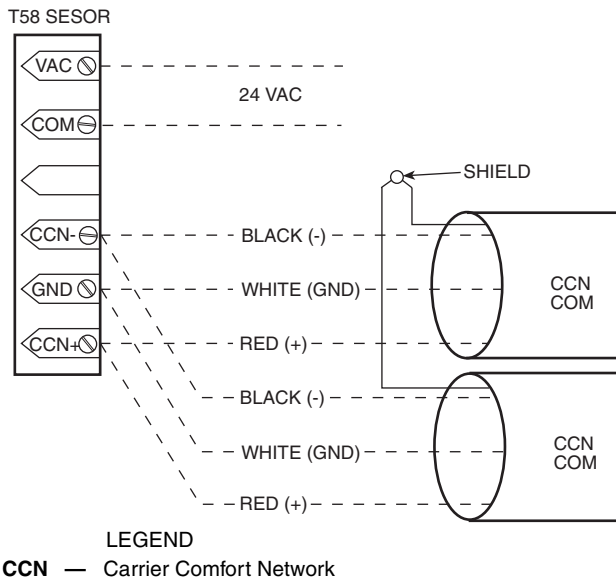 T58 SESOR
VAC
24 VAC
COM
SHIELD
CCN-
BLACK (-)
GND
WHITE (GND)
CCN
COM
CCN+
RED (+)
BLACK (-)
WHITE (GND)
CCN
COM
RED (+)
LEGEND
CCN — Carrier Comfort Network